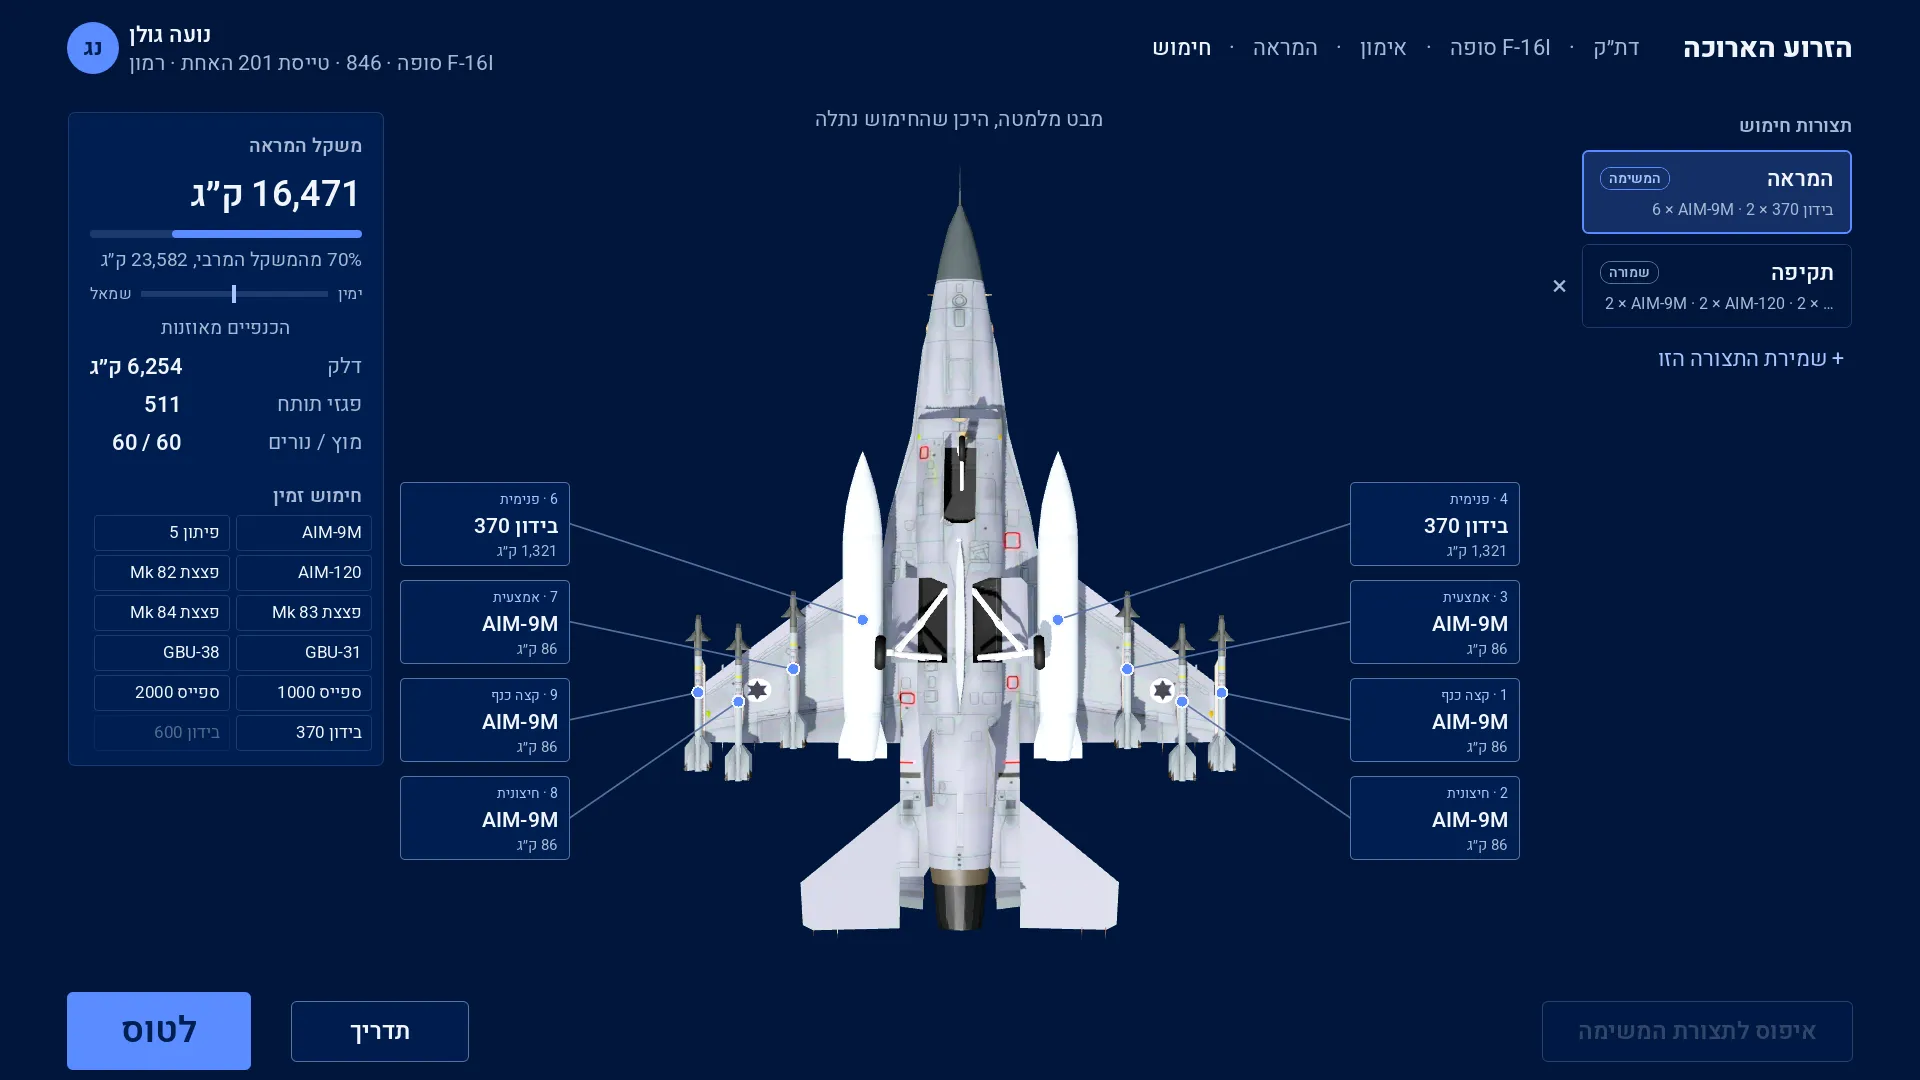 הזרוע הארוכה
דת״ק · F-16I סופה · אימון · המראה · חימוש
נועה גולן
F-16I סופה · 846 · טייסת 201 האחת · רמון
נג
תצורות חימוש
המראה
המשימה
בידון 370 × 2 · AIM-9M × 6
תקיפה
שמורה
2 × AIM-9M · 2 × AIM-120 · 2 × …
×
+ שמירת התצורה הזו
מבט מלמטה, היכן שהחימוש נתלה
4 · פנימית
בידון 370
1,321 ק״ג
3 · אמצעית
AIM-9M
86 ק״ג
1 · קצה כנף
AIM-9M
86 ק״ג
2 · חיצונית
AIM-9M
86 ק״ג
6 · פנימית
בידון 370
1,321 ק״ג
7 · אמצעית
AIM-9M
86 ק״ג
9 · קצה כנף
AIM-9M
86 ק״ג
8 · חיצונית
AIM-9M
86 ק״ג
משקל המראה
16,471 ק״ג
70% מהמשקל המרבי, 23,582 ק״ג
ימין שמאל
הכנפיים מאוזנות
דלק 6,254 ק״ג
פגזי תותח 511
מוץ / נורים 60 / 60
חימוש זמין
AIM-9M פיתון 5
AIM-120 פצצת Mk 82
פצצת Mk 83 פצצת Mk 84
GBU-31 GBU-38
ספייס 1000 ספייס 2000
בידון 370 בידון 600
איפוס לתצורת המשימה
תדריך
לטוס